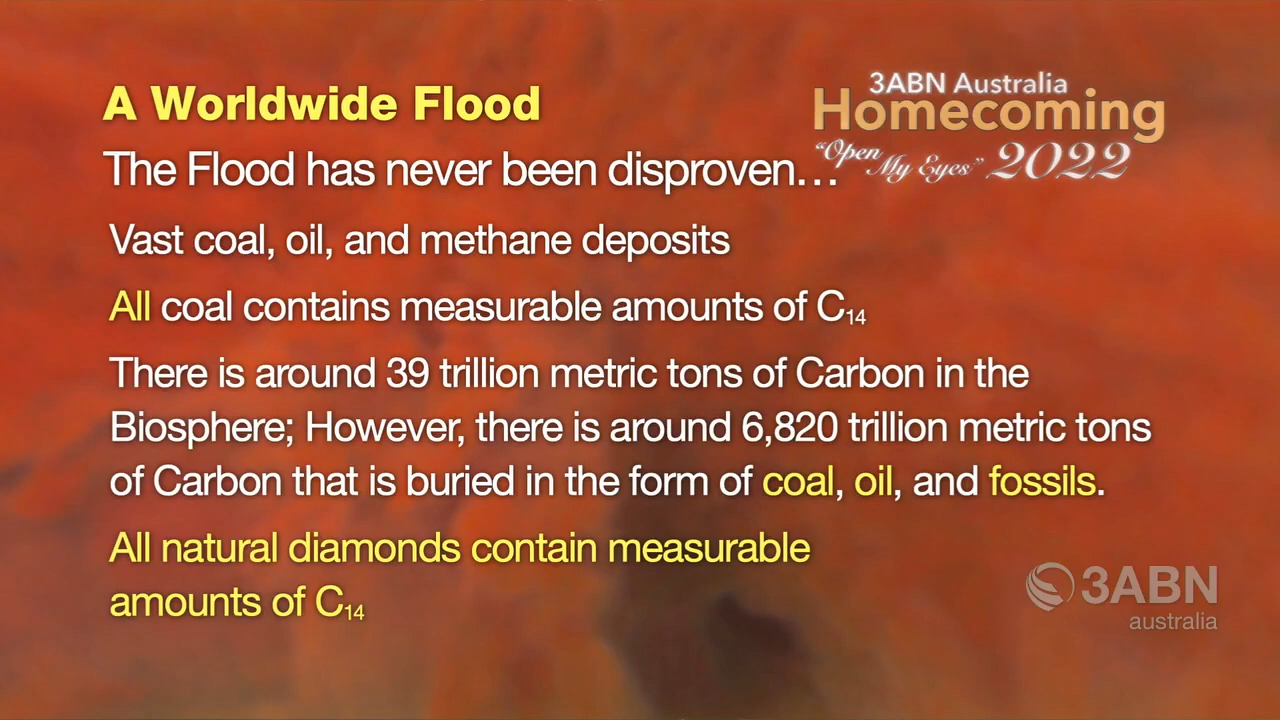 A Worldwide Flood
3ABN Australia
Homecoming
"Open My Eyes" 2022
The Flood has never been disproven...
Vast coal, oil, and methane deposits
All coal contains measurable amounts of C₁₄
There is around 39 trillion metric tons of Carbon in the
Biosphere; However, there is around 6,820 trillion metric tons
of Carbon that is buried in the form of coal, oil, and fossils.
All natural diamonds contain measurable
amounts of C₁₄
3ABN
australia